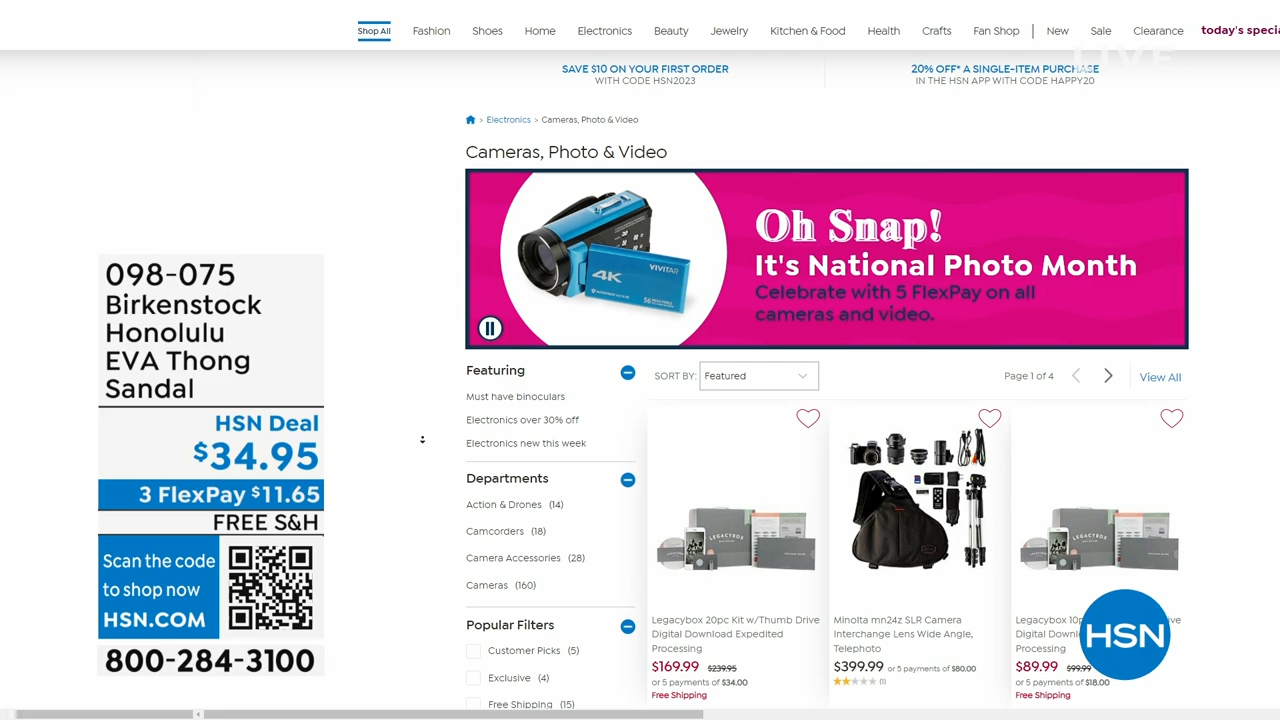 Shop All Fashion Shoes Home Electronics Beauty Jewelry Kitchen & Food Health Crafts Fan Shop New Sale Clearance today's specia
LIVE
SAVE $10 ON YOUR FIRST ORDER
WITH CODE HSN2023
20% OFF* A SINGLE-ITEM PURCHASE
IN THE HSN APP WITH CODE HAPPY20
> Electronics > Cameras, Photo & Video
Cameras, Photo & Video
4K
VIVITAR
Oh Snap!
It's National Photo Month
Celebrate with 5 FlexPay on all
cameras and video.
098-075
Birkenstock
Honolulu
EVA Thong
Sandal
HSN Deal
$34.95
3 FlexPay $11.65
FREE S&H
Scan the code
to shop now
HSN.COM
800-284-3100
Featuring
Must have binoculars
Electronics over 30% off
Electronics new this week
Departments
Action & Drones (14)
Camcorders (18)
Camera Accessories (28)
Cameras (160)
Popular Filters
Customer Picks (5)
Exclusive (4)
Free Shipping (15)
SORT BY: Featured
Page 1 of 4
View All
LEGACYBOX
Legacybox 20pc Kit w/Thumb Drive
Digital Download Expedited
Processing
$169.99 $239.95
or 5 payments of $34.00
Free Shipping
Minolta mn24z SLR Camera
Interchange Lens Wide Angle,
Telephoto
$399.99 or 5 payments of $80.00
(1)
LEGACYBOX
Legacybox
Digital
Processing
$89.99 $99.99
or 5 payments of $18.00
Free Shipping
HSN